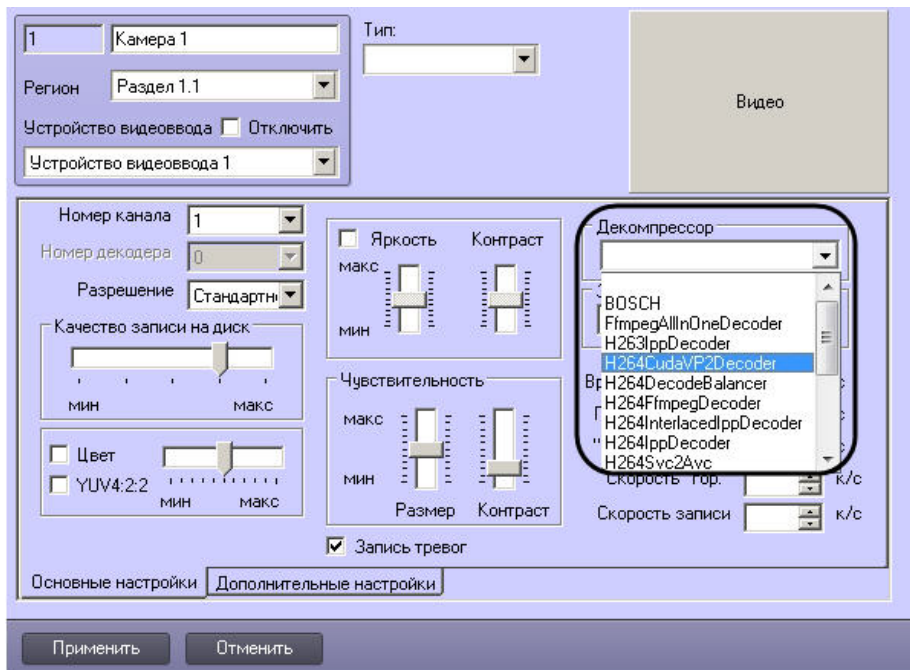 1
Камера 1
Тип:
Регион
Раздел 1.1
Устройство видеоввода
Отключить
Устройство видеоввода 1
Видео
Номер канала
1
Номер декодера
0
Разрешение
Стандартн
Качество записи на диск
мин
макс
Цвет
YUV4:2:2
мин
макс
Яркость
Контраст
макс
мин
Чувствительность
макс
мин
Размер
Контраст
Запись тревог
Декомпрессор
BOSCH
FfmpegAllInOneDecoder
H263IppDecoder
H264CudaVP2Decoder
H264DecodeBalancer
H264FfmpegDecoder
H264InterlacedIppDecoder
H264IppDecoder
H264Svc2Avc
Скорость "гор."
к/с
Скорость записи
к/с
Основные настройки
Дополнительные настройки
Применить
Отменить